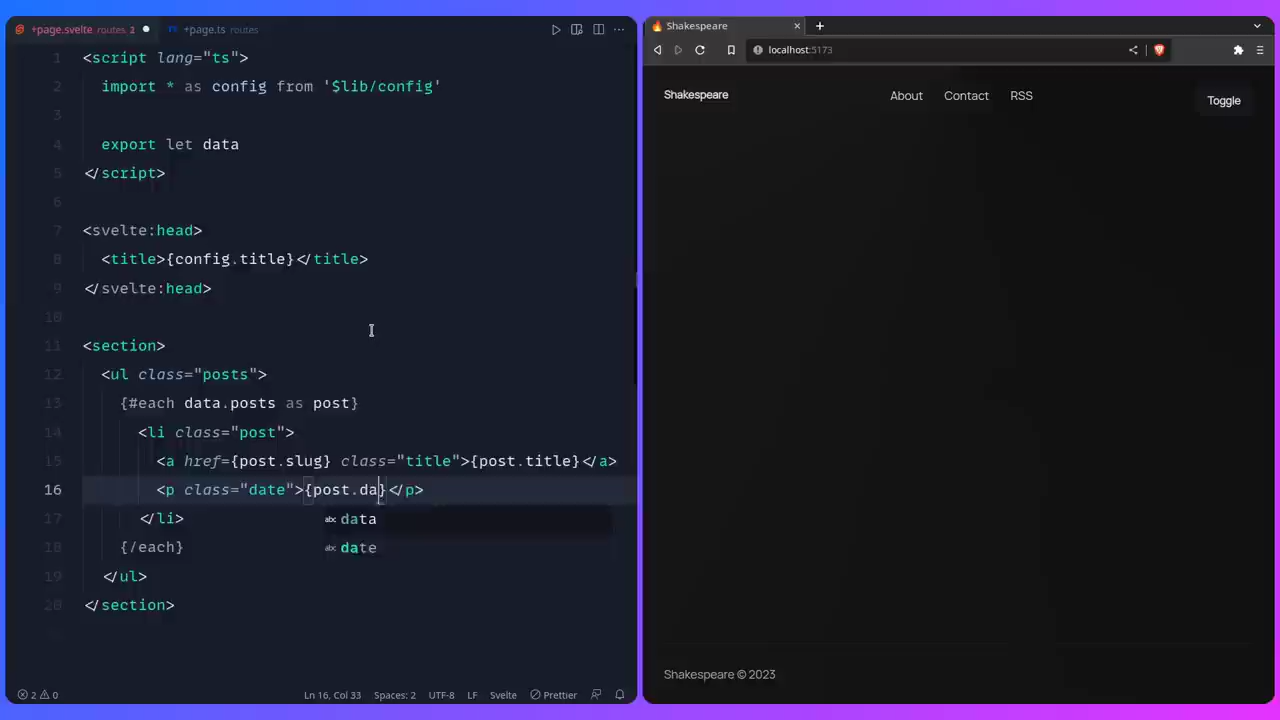 +page.svelte routes 2
+page.ts routes
1 <script lang="ts">
2 import * as config from '$lib/config'
3
4 export let data
5 </script>
6
7 <svelte:head>
8 <title>{config.title}</title>
9 </svelte:head>
10
11 <section>
12 <ul class="posts">
13 {#each data.posts as post}
14 <li class="post">
15 <a href={post.slug} class="title">{post.title}</a>
16 <p class="date">{post.da}</p>
17 </li>
abc data
18 {/each}
abc date
19 </ul>
20 </section>
2 0
Ln 16, Col 33
Spaces: 2
UTF-8
LF
Svelte
Prettier
Shakespeare
localhost:5173
Shakespeare
About
Contact
RSS
Toggle
Shakespeare © 2023